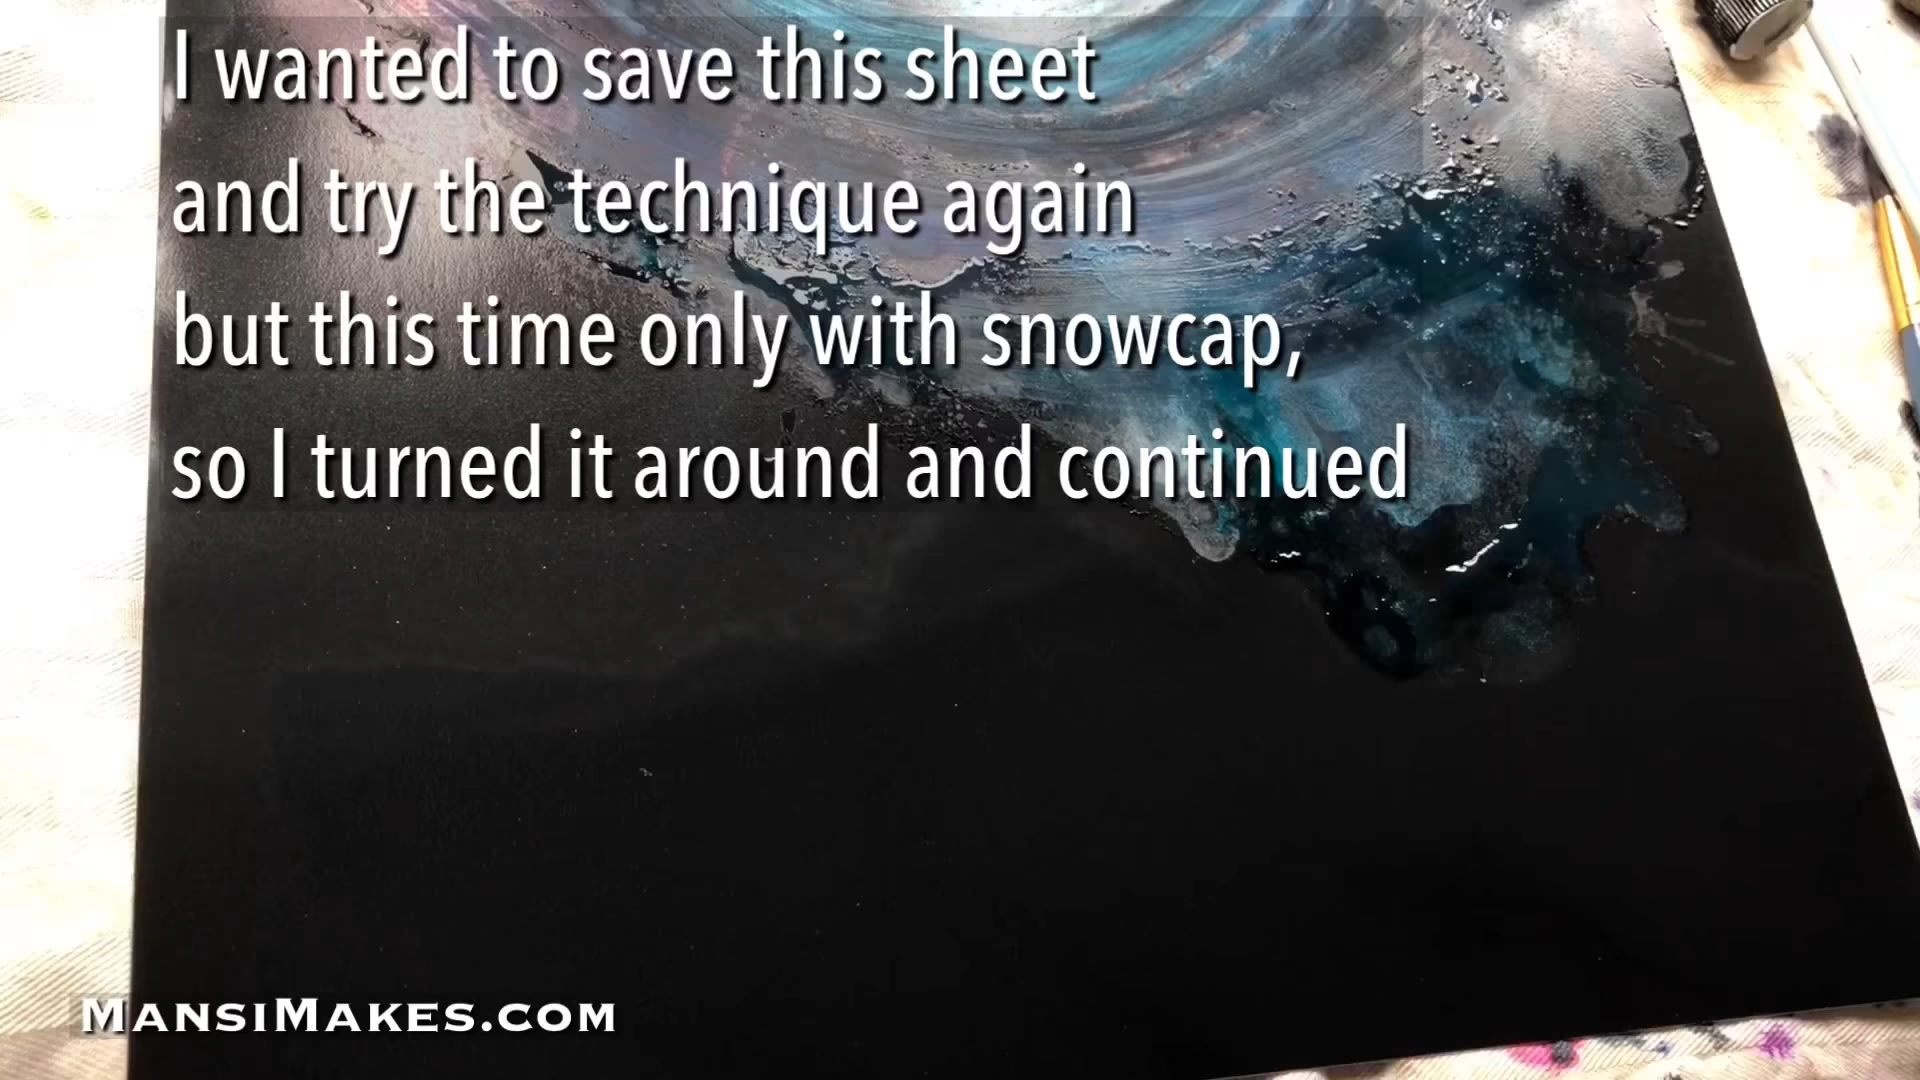 I wanted to save this sheet
and try the technique again
but this time only with snowcap,
so I turned it around and continued
MANSIMAKES.COM